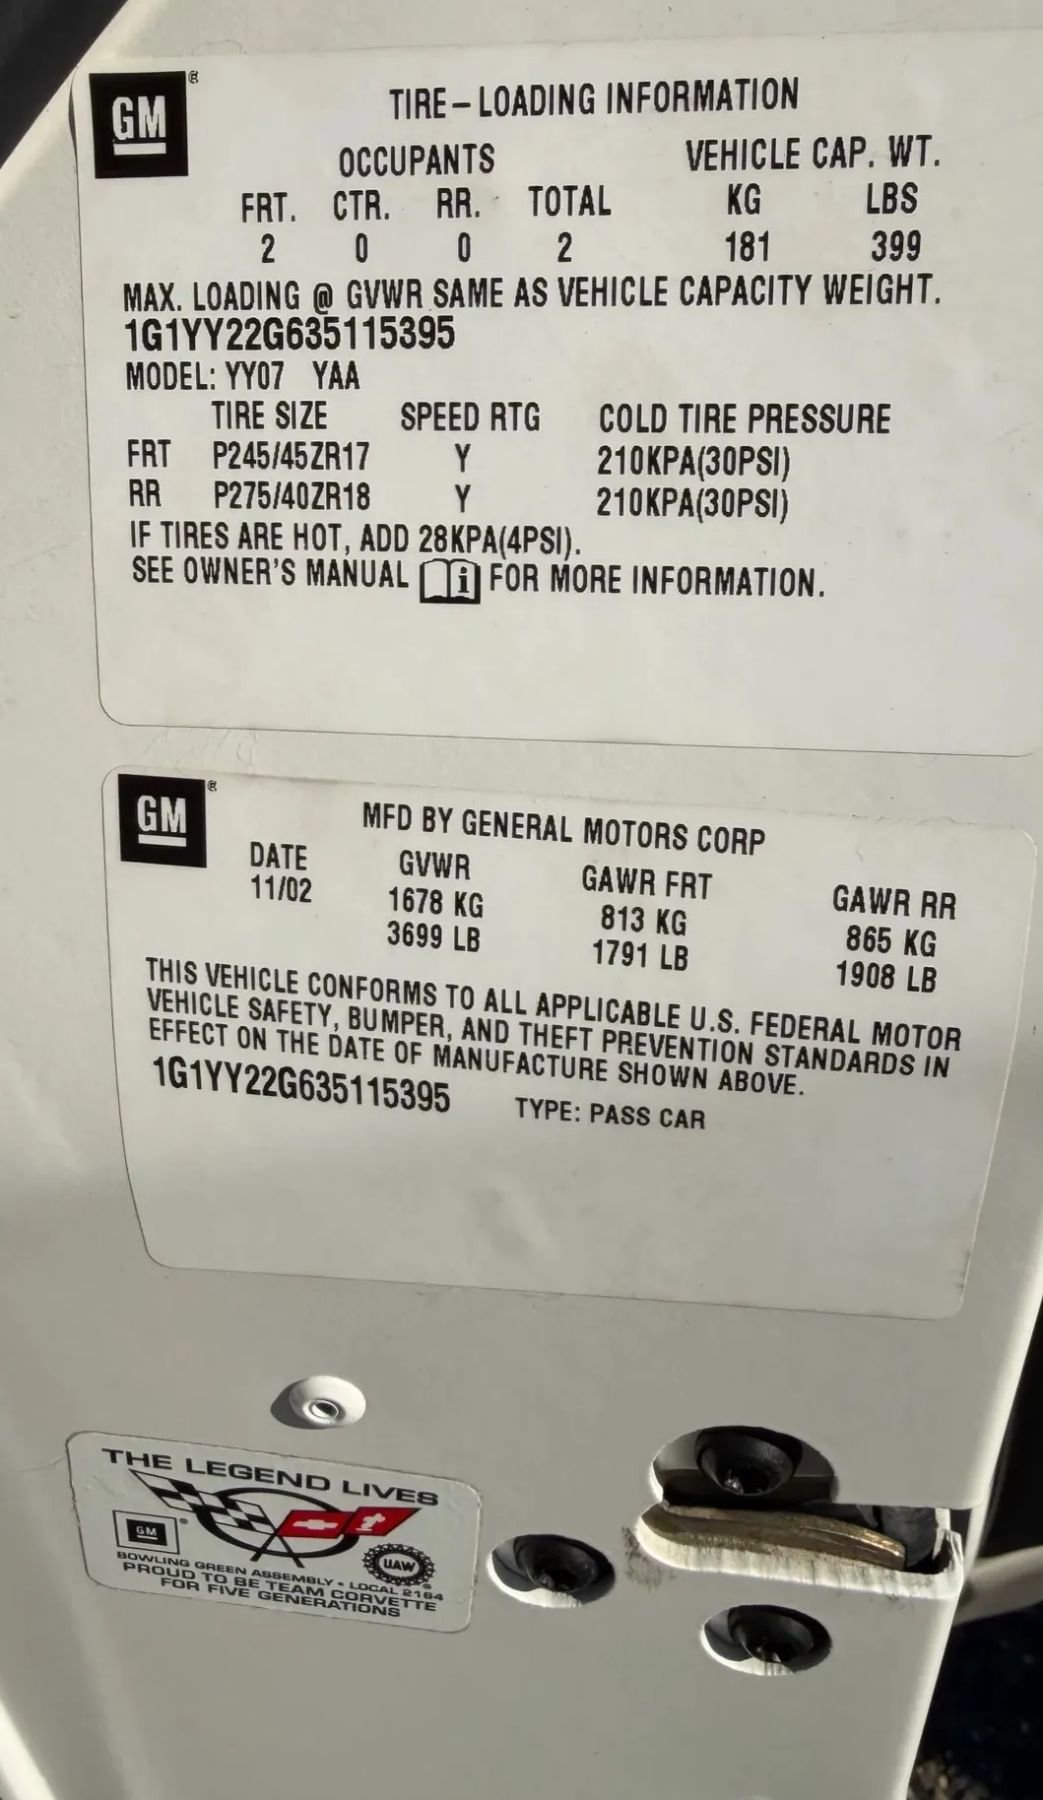 GM
TIRE-LOADING INFORMATION
OCCUPANTS VEHICLE CAP. WT.
FRT. CTR. RR. TOTAL KG LBS
2 0 0 2 181 399
MAX. LOADING @ GVWR SAME AS VEHICLE CAPACITY WEIGHT.
1G1YY22G635115395
MODEL: YY07 YAA
TIRE SIZE SPEED RTG COLD TIRE PRESSURE
FRT P245/45ZR17 Y 210KPA(30PSI)
RR P275/40ZR18 Y 210KPA(30PSI)
IF TIRES ARE HOT, ADD 28KPA(4PSI).
SEE OWNER'S MANUAL i FOR MORE INFORMATION.
GM
MFD BY GENERAL MOTORS CORP
DATE GVWR GAWR FRT GAWR RR
11/02 1678 KG 813 KG 865 KG
3699 LB 1791 LB 1908 LB
THIS VEHICLE CONFORMS TO ALL APPLICABLE U.S. FEDERAL MOTOR
VEHICLE SAFETY, BUMPER, AND THEFT PREVENTION STANDARDS IN
EFFECT ON THE DATE OF MANUFACTURE SHOWN ABOVE.
1G1YY22G635115395 TYPE: PASS CAR
THE LEGEND LIVES
GM
UAW
BOWLING GREEN ASSEMBLY • LOCAL 2164
PROUD TO BE TEAM CORVETTE
FOR FIVE GENERATIONS